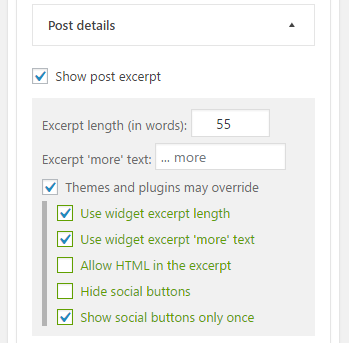 Post details
Show post excerpt
Excerpt length (in words): 55
Excerpt 'more' text: ... more
Themes and plugins may override
Use widget excerpt length
Use widget excerpt 'more' text
Allow HTML in the excerpt
Hide social buttons
Show social buttons only once